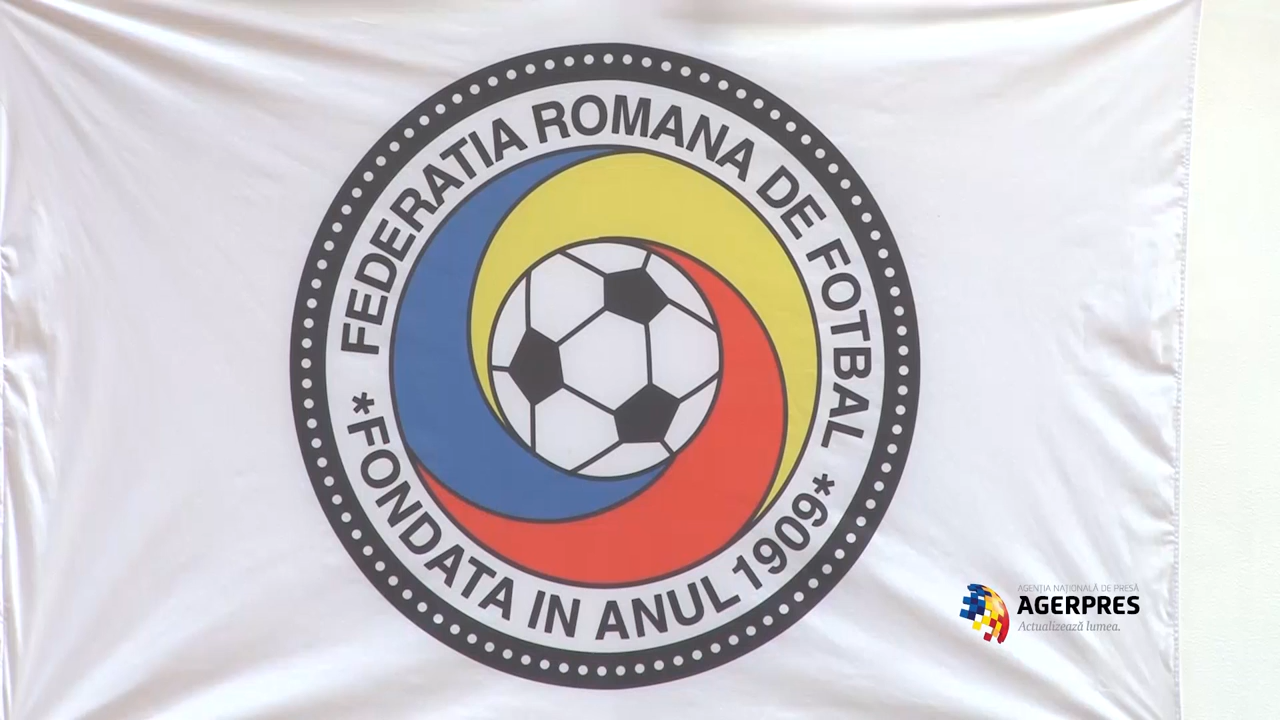 FEDERATIA ROMANA DE FOTBAL
*FONDATA IN ANUL 1909*
AGENȚIA NAȚIONALĂ DE PRESĂ
AGERPRES
Actualizează lumea.